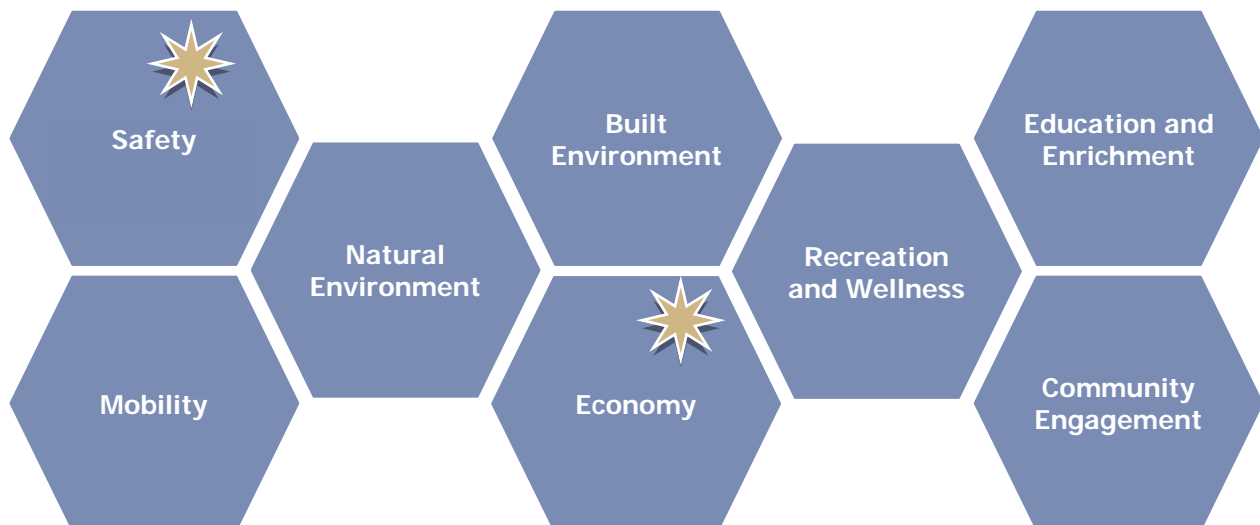 Safety
Built
Environment
Education and
Enrichment
Natural
Environment
Recreation
and Wellness
Mobility
Economy
Community
Engagement